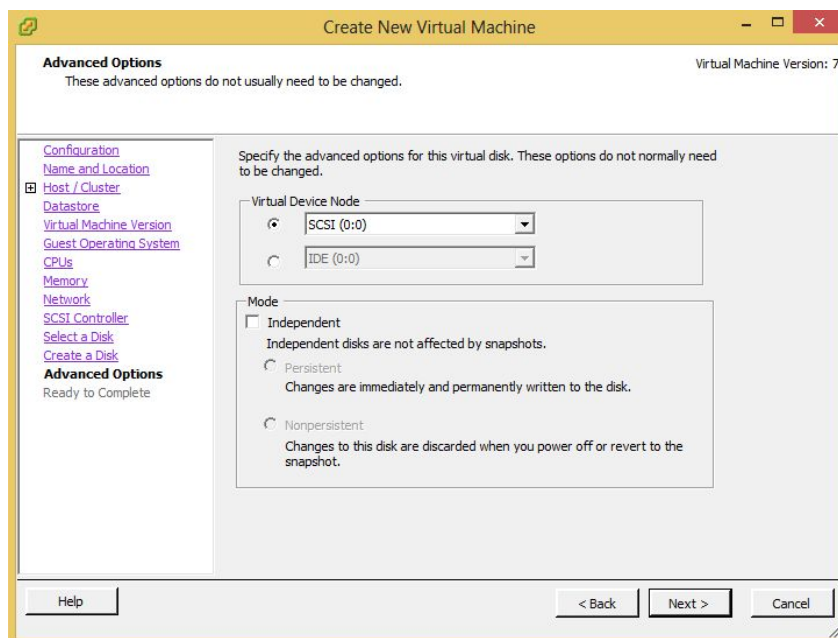 Create New Virtual Machine
Advanced Options
These advanced options do not usually need to be changed.
Virtual Machine Version: 7
Configuration
Name and Location
Host / Cluster
Datastore
Virtual Machine Version
Guest Operating System
CPUs
Memory
Network
SCSI Controller
Select a Disk
Create a Disk
Advanced Options
Ready to Complete
Specify the advanced options for this virtual disk. These options do not normally need
to be changed.
Virtual Device Node
SCSI (0:0)
IDE (0:0)
Mode
Independent
Independent disks are not affected by snapshots.
Persistent
Changes are immediately and permanently written to the disk.
Nonpersistent
Changes to this disk are discarded when you power off or revert to the
snapshot.
Help
< Back
Next >
Cancel